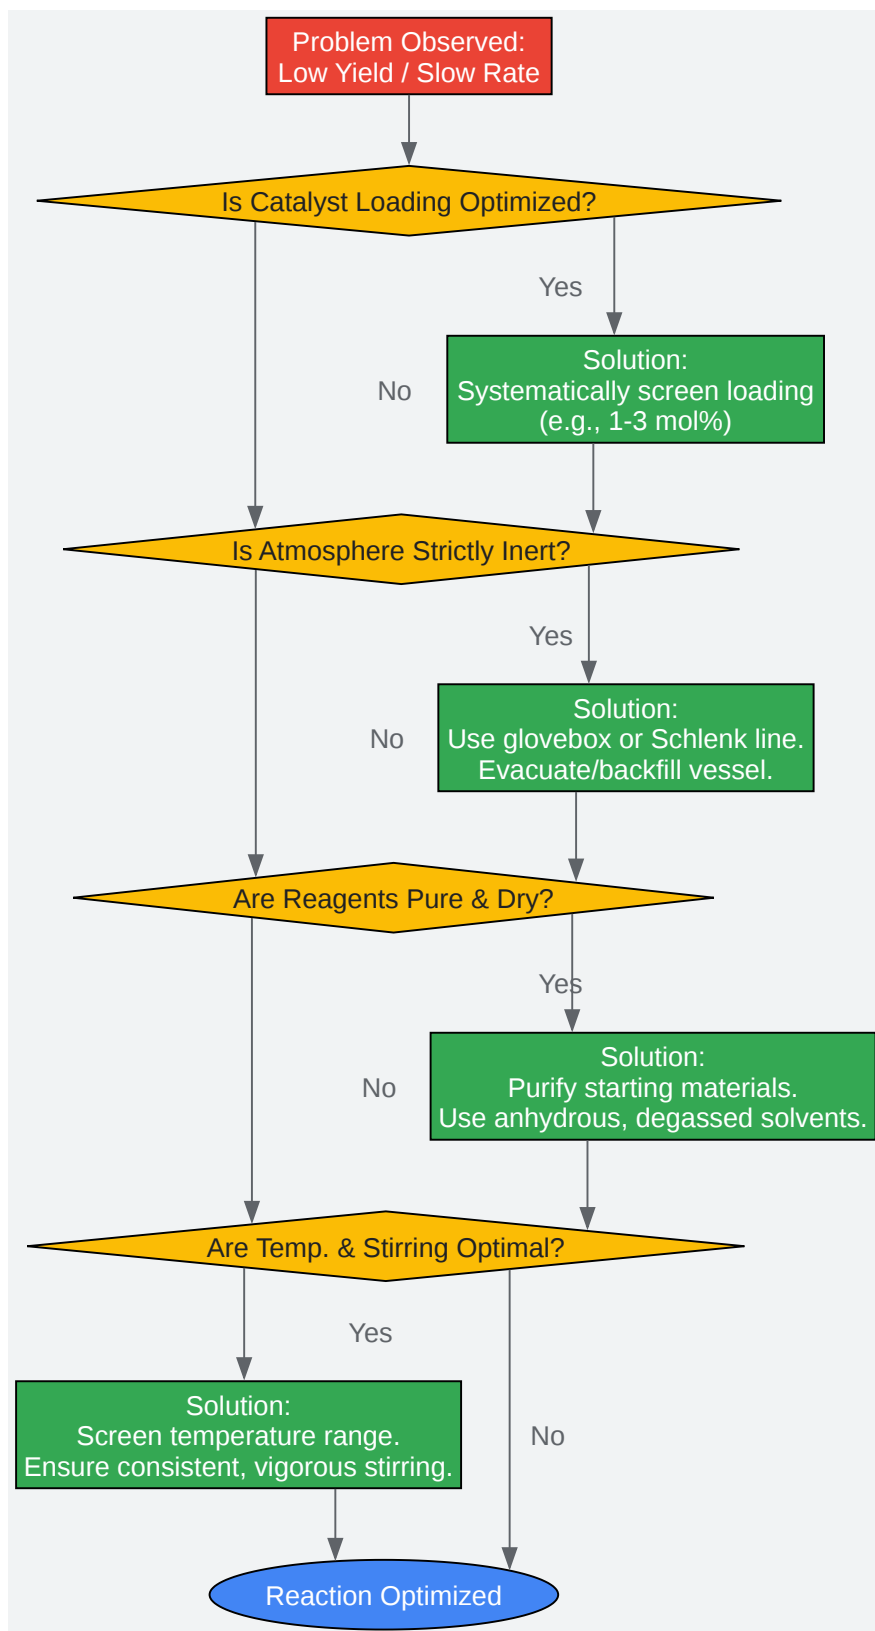 Problem Observed:
Low Yield / Slow Rate
Is Catalyst Loading Optimized?
Yes
Solution:
Systematically screen loading
(e.g., 1-3 mol%)
No
Is Atmosphere Strictly Inert?
Yes
Solution:
Use glovebox or Schlenk line.
Evacuate/backfill vessel.
No
Are Reagents Pure & Dry?
Yes
Solution:
Purify starting materials.
Use anhydrous, degassed solvents.
No
Are Temp. & Stirring Optimal?
Yes
Solution:
Screen temperature range.
Ensure consistent, vigorous stirring.
No
Reaction Optimized